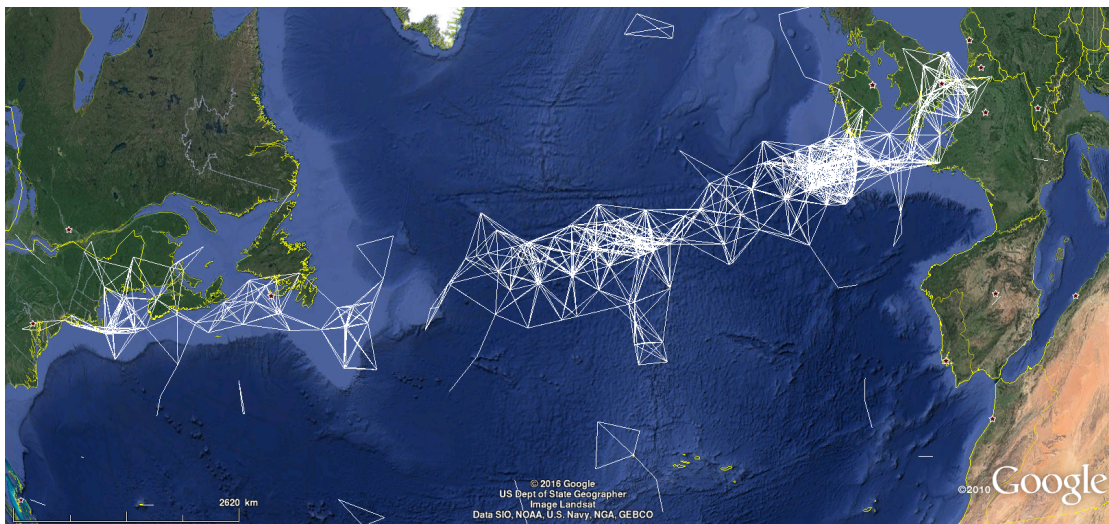 © 2016 Google
US Dept of State Geographer
Image Landsat
Data SIO, NOAA, U.S. Navy, NGA, GEBCO
2620 km
©2010 Google